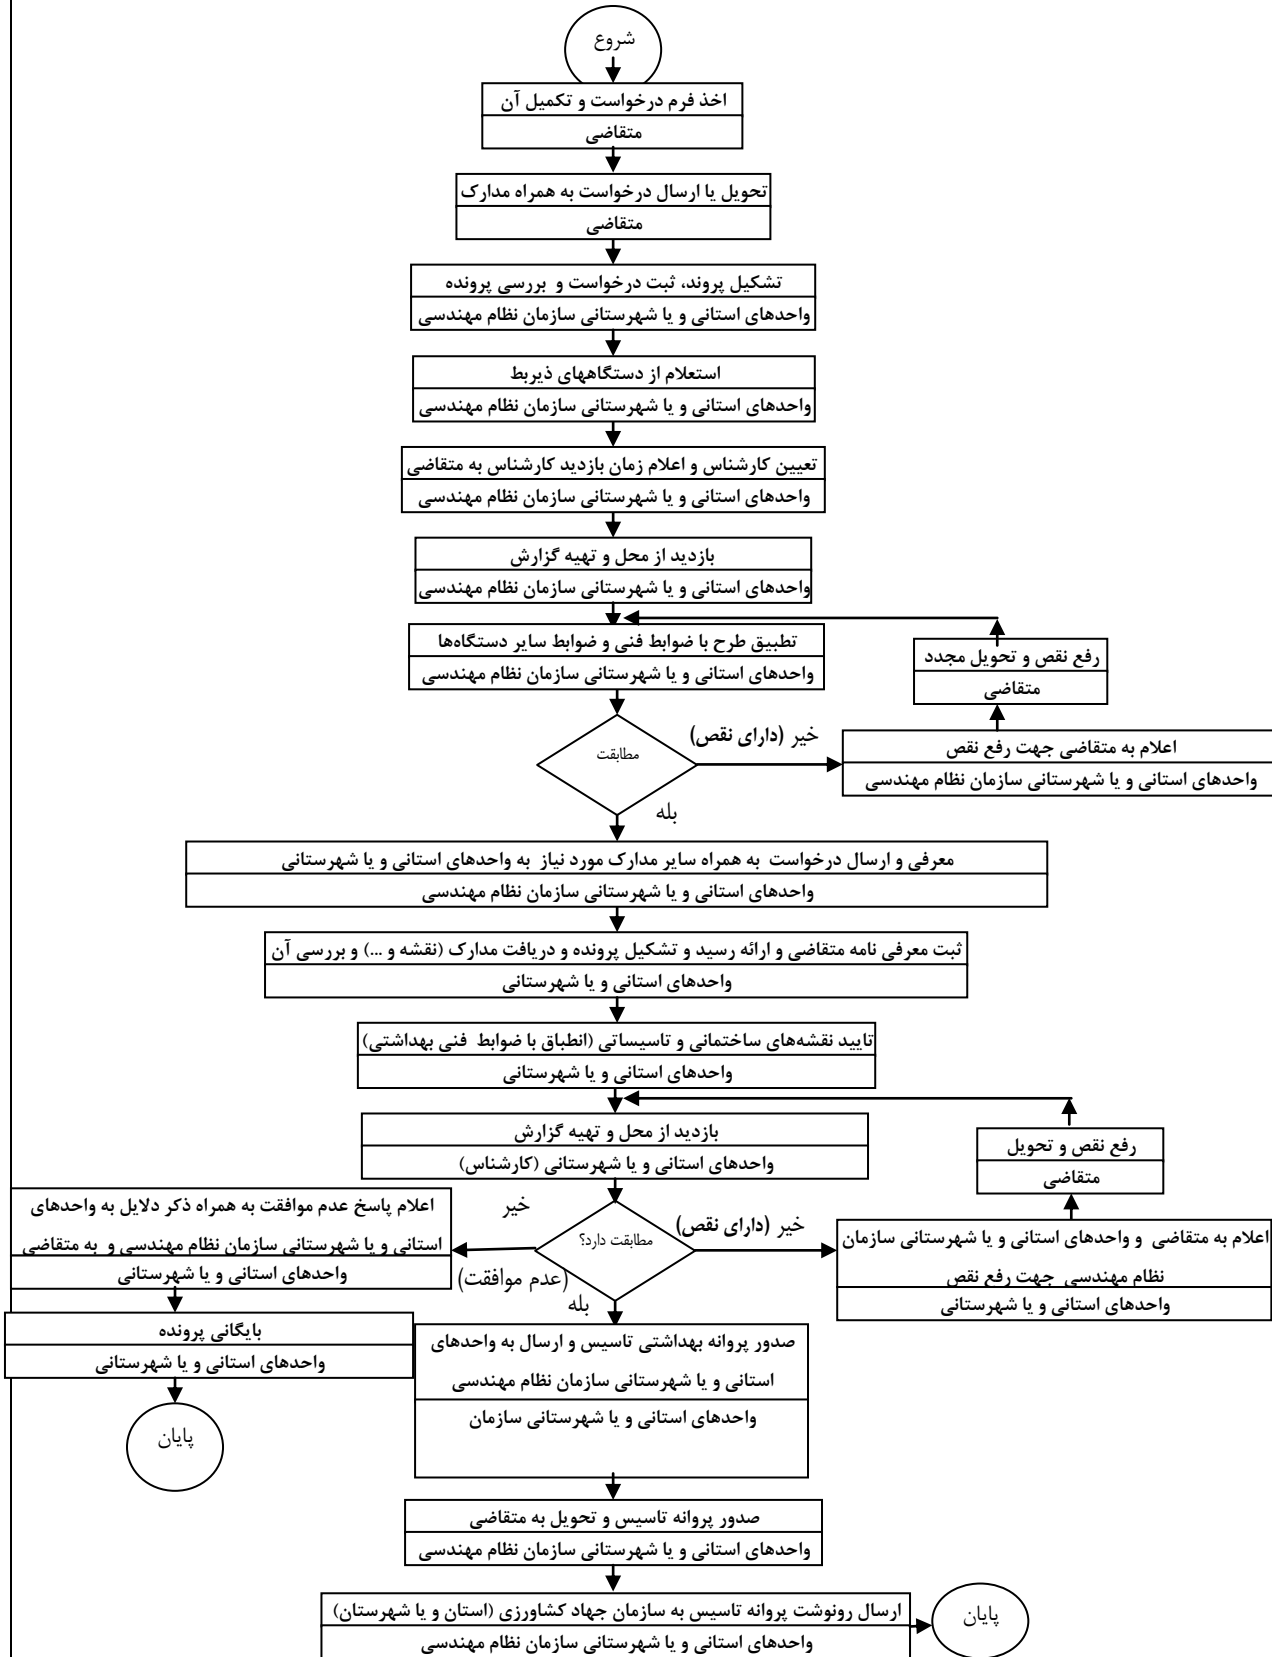 شروع
اخذ فرم درخواست و تکمیل آن
متقاضی
تحویل یا ارسال درخواست به همراه مدارک
متقاضی
تشکیل پروند، ثبت درخواست و بررسی پرونده
واحدهای استانی و یا شهرستانی سازمان نظام مهندسی
استعلام از دستگاههای ذیربط
واحدهای استانی و یا شهرستانی سازمان نظام مهندسی
تعیین کارشناس و اعلام زمان بازدید کارشناس به متقاضی
واحدهای استانی و یا شهرستانی سازمان نظام مهندسی
بازدید از محل و تهیه گزارش
واحدهای استانی و یا شهرستانی سازمان نظام مهندسی
تطبیق طرح با ضوابط فنی و ضوابط سایر دستگاه‌ها
واحدهای استانی و یا شهرستانی سازمان نظام مهندسی
رفع نقص و تحویل مجدد
متقاضی
مطابقت
خیر (دارای نقص)
اعلام به متقاضی جهت رفع نقص
واحدهای استانی و یا شهرستانی سازمان نظام مهندسی
بله
معرفی و ارسال درخواست به همراه سایر مدارک مورد نیاز به واحدهای استانی و یا شهرستانی
واحدهای استانی و یا شهرستانی سازمان نظام مهندسی
ثبت معرفی نامه متقاضی و ارائه رسید و تشکیل پرونده و دریافت مدارک (نقشه و ...) و بررسی آن
واحدهای استانی و یا شهرستانی
تایید نقشه‌های ساختمانی و تاسیساتی (انطباق با ضوابط فنی بهداشتی)
واحدهای استانی و یا شهرستانی
بازدید از محل و تهیه گزارش
واحدهای استانی و یا شهرستانی (کارشناس)
رفع نقص و تحویل
متقاضی
مطابقت دارد؟
خیر (دارای نقص)
اعلام به متقاضی و واحدهای استانی و یا شهرستانی سازمان
نظام مهندسی جهت رفع نقص
واحدهای استانی و یا شهرستانی
خیر
(عدم موافقت)
اعلام پاسخ عدم موافقت به همراه ذکر دلایل به واحدهای
استانی و یا شهرستانی سازمان نظام مهندسی و به متقاضی
واحدهای استانی و یا شهرستانی
بایگانی پرونده
واحدهای استانی و یا شهرستانی
پایان
بله
صدور پروانه بهداشتی تاسیس و ارسال به واحدهای
استانی و یا شهرستانی سازمان نظام مهندسی
واحدهای استانی و یا شهرستانی سازمان
صدور پروانه تاسیس و تحویل به متقاضی
واحدهای استانی و یا شهرستانی سازمان نظام مهندسی
ارسال رونوشت پروانه تاسیس به سازمان جهاد کشاورزی (استان و یا شهرستان)
واحدهای استانی و یا شهرستانی سازمان نظام مهندسی
پایان